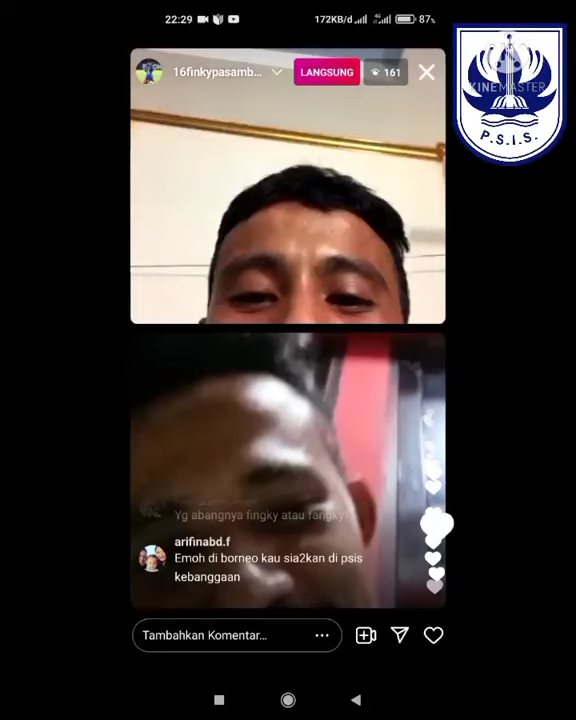 22:29
172KB/d
87%
16finkypasamb...
LANGSUNG
161
KINEMASTER
P.S.I.S.
Yg abangnya fingky atau fangky?
arifinabd.f
Emoh di borneo kau sia2kan di psis
kebanggaan
Tambahkan Komentar...